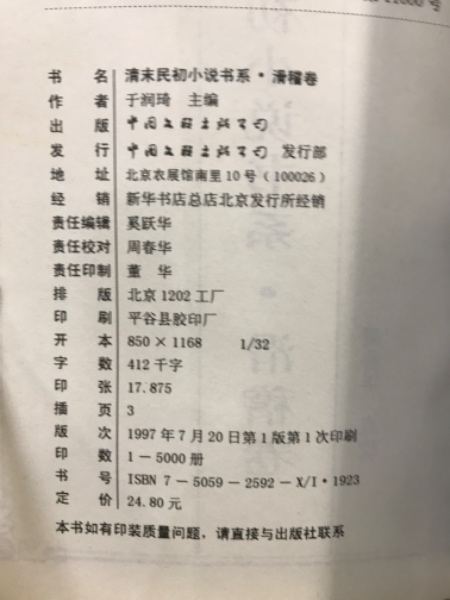 书名 清末民初小说书系·滑稽卷
作者 于润琦 主编
出版 中国文联出版公司
发行 中国文联出版公司 发行部
地址 北京农展馆南里10号(100026)
经销 新华书店总店北京发行所经销
责任编辑 奚跃华
责任校对 周春华
责任印制 董华
排版 北京1202工厂
印刷 平谷县胶印厂
开本 850×1168 1/32
字数 412千字
印张 17.875
插页 3
版次 1997年7月20日第1版第1次印刷
印数 1-5000册
书号 ISBN 7-5059-2592-X/I·1923
定价 24.80元
本书如有印装质量问题，请直接与出版社联系